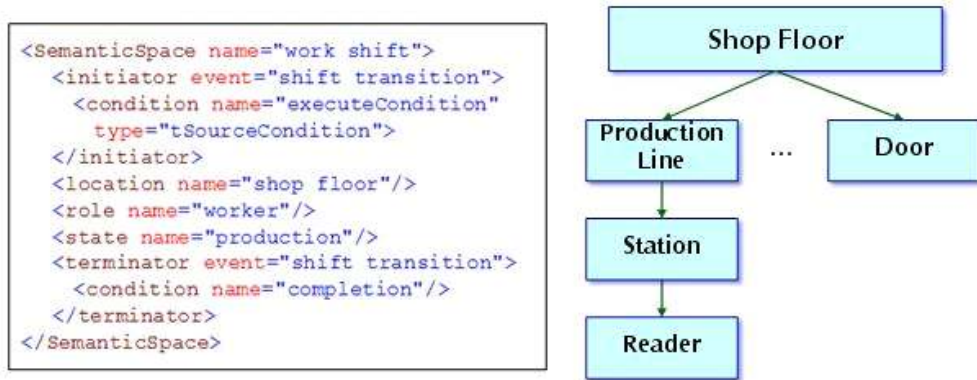 <SemanticSpace name="work shift">
<initiator event="shift transition">
<condition name="executeCondition"
type="tSourceCondition">
</initiator>
<location name="shop floor"/>
<role name="worker"/>
<state name="production"/>
<terminator event="shift transition">
<condition name="completion"/>
</terminator>
</SemanticSpace>
Shop Floor
Production
Line
...
Door
Station
Reader